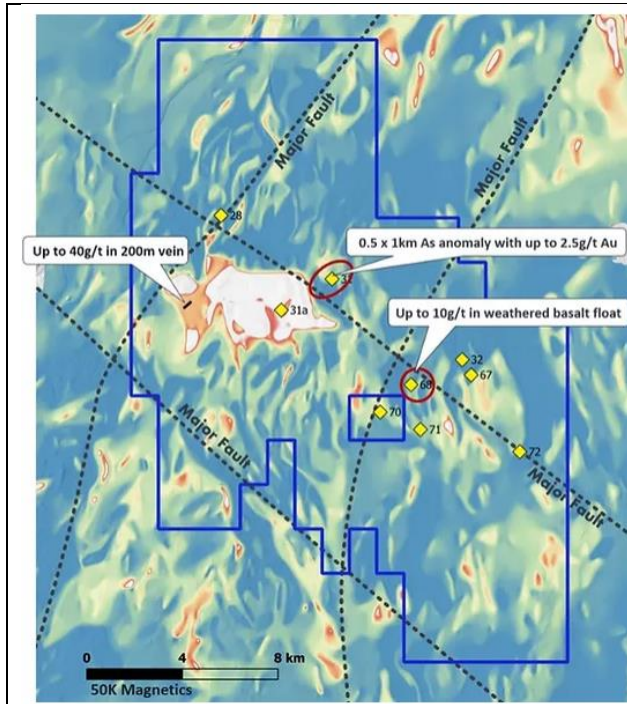 Major Fault
Major Fault
28
0.5 x 1km As anomaly with up to 2.5g/t Au
Up to 40g/t in 200m vein
31a
Up to 10g/t in weathered basalt float
32
67
68
70
71
72
Major Fault
Major Fault
0 4 8 km
50K Magnetics